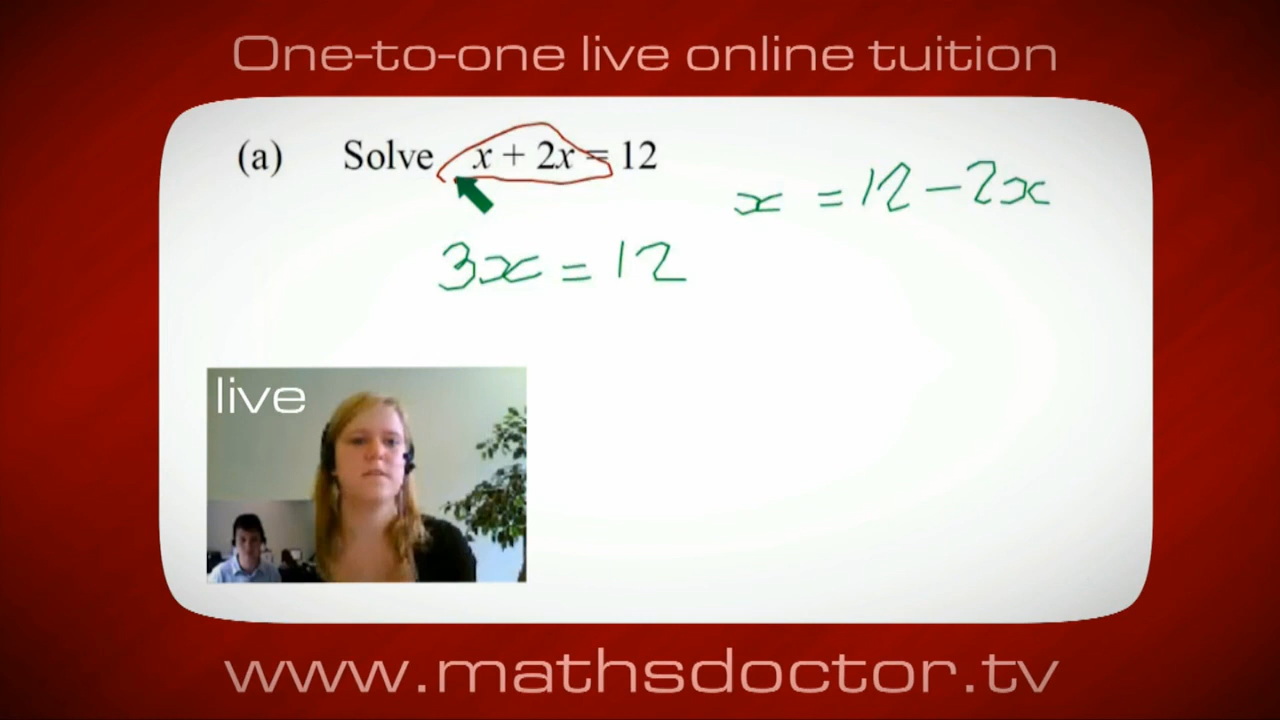 One-to-one live online tuition
(a) Solve x + 2x = 12
x = 12 - 2x
3x = 12
live
www.mathsdoctor.tv